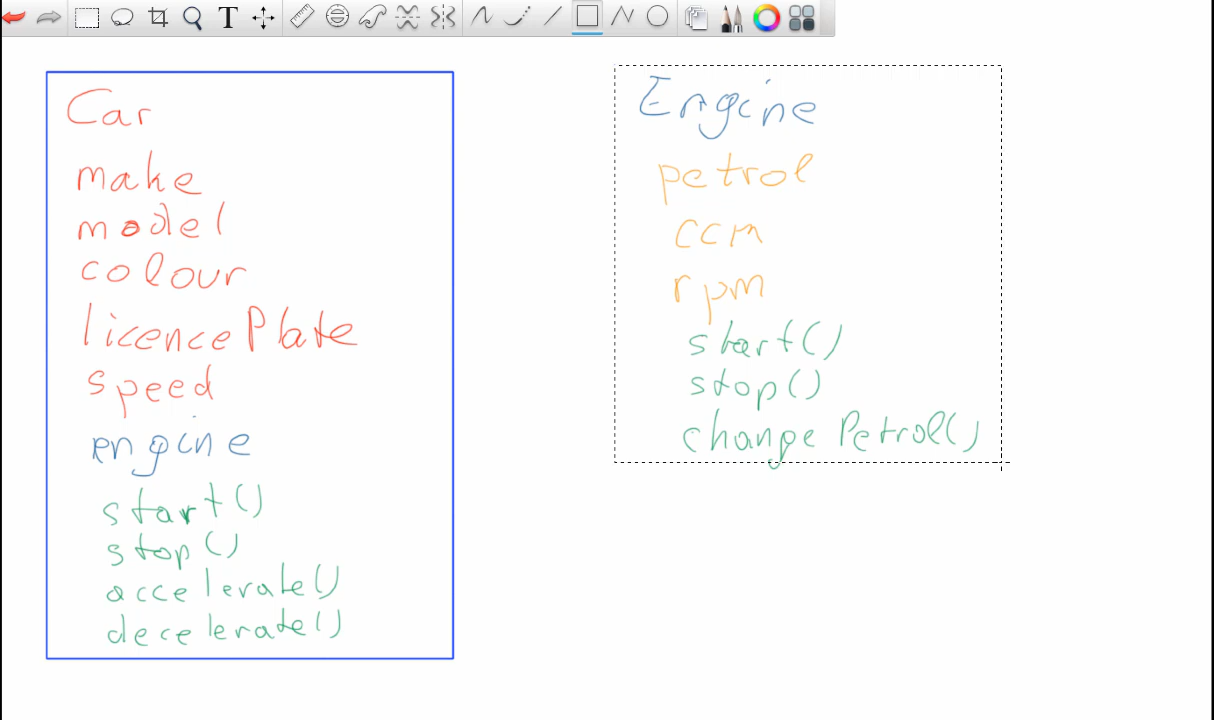 Car
make
model
colour
licencePlate
speed
engine
start()
stop()
accelerate()
decelerate()
Engine
petrol
ccm
rpm
start()
stop()
changePetrol()